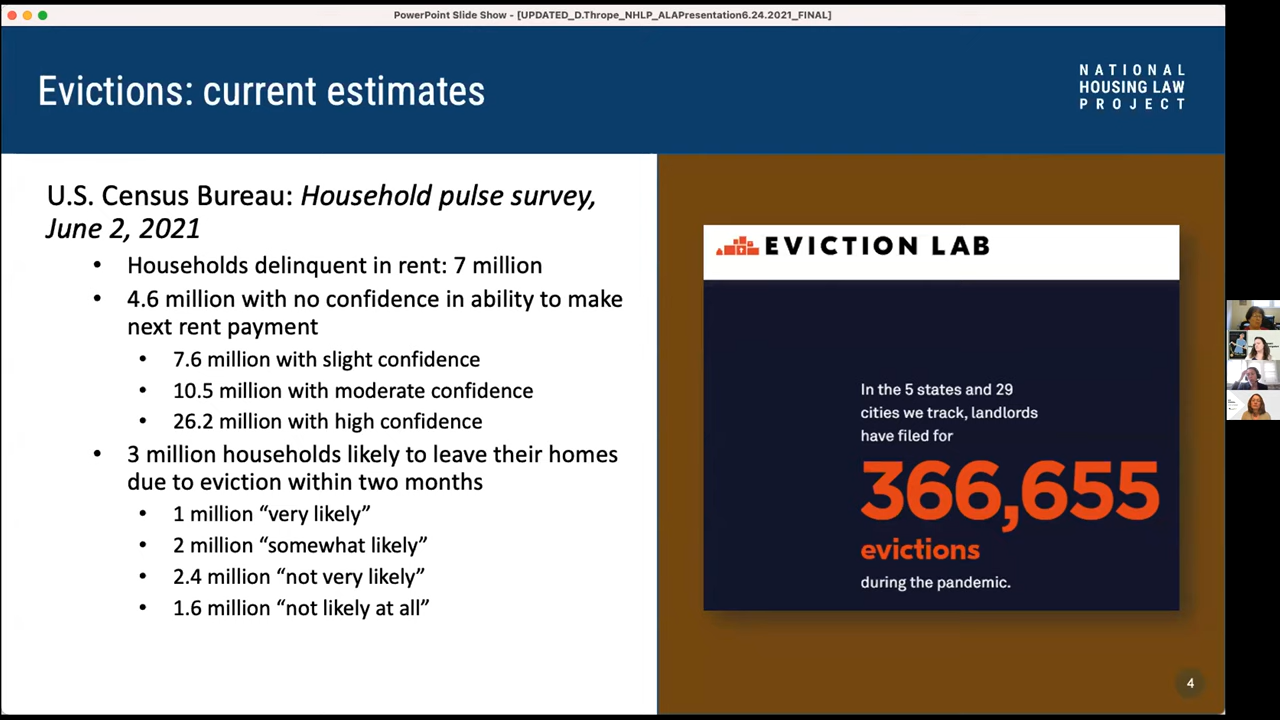 PowerPoint Slide Show - [UPDATED_D.Thrope_NHLP_ALAPresentation6.24.2021_FINAL]
Evictions: current estimates
NATIONAL
HOUSING LAW
PROJECT
U.S. Census Bureau: Household pulse survey,
June 2, 2021
• Households delinquent in rent: 7 million
• 4.6 million with no confidence in ability to make
next rent payment
• 7.6 million with slight confidence
• 10.5 million with moderate confidence
• 26.2 million with high confidence
• 3 million households likely to leave their homes
due to eviction within two months
• 1 million “very likely”
• 2 million “somewhat likely”
• 2.4 million “not very likely”
• 1.6 million “not likely at all”
EVICTION LAB
In the 5 states and 29
cities we track, landlords
have filed for
366,655
evictions
during the pandemic.
4